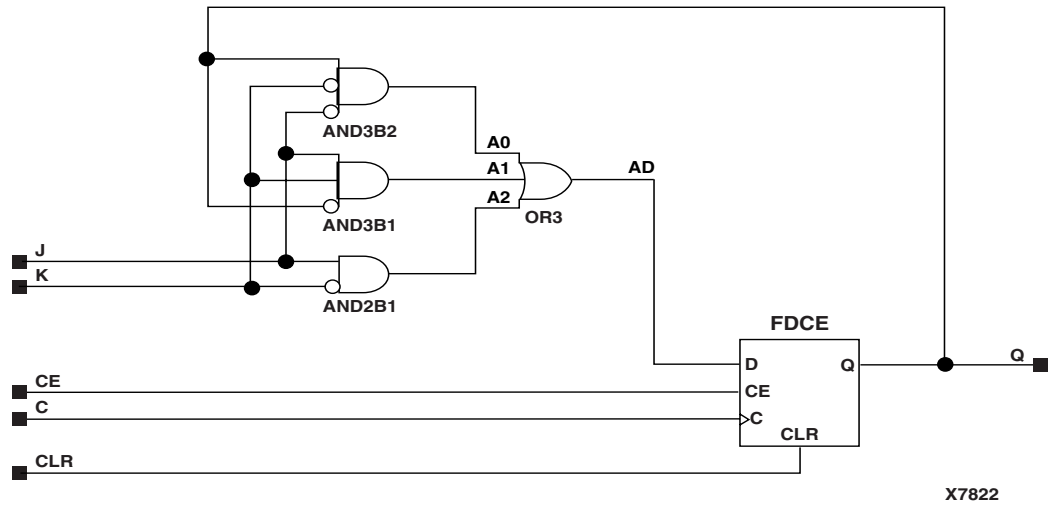 AND3B2
A0
A1
AD
A2
AND3B1
OR3
J
K
AND2B1
FDCE
D
Q
Q
CE
CE
C
C
CLR
CLR
X7822